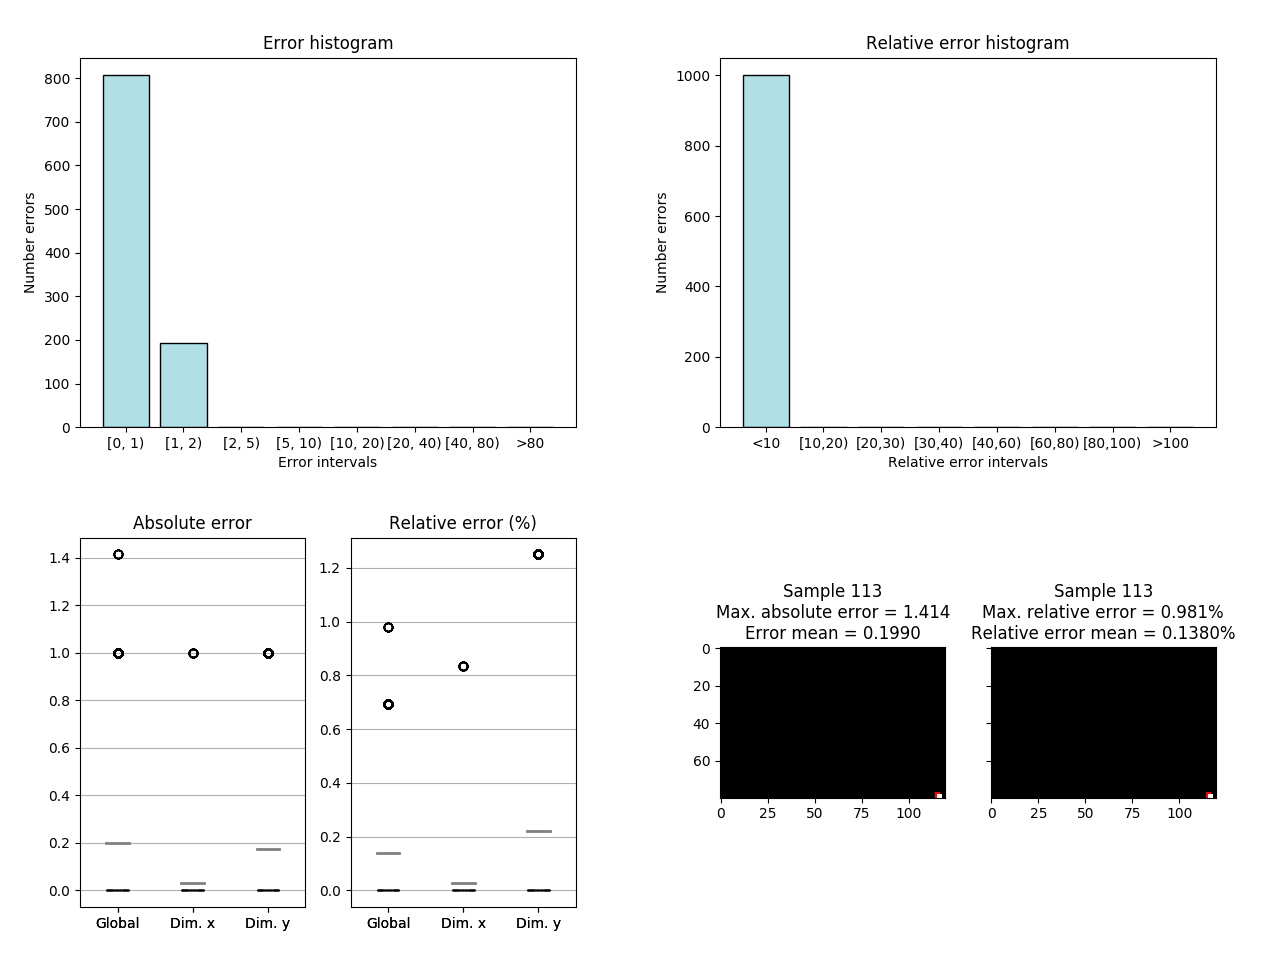 Error histogram
Number errors
800
700
600
500
400
300
200
100
0
[0, 1) [1, 2) [2, 5) [5, 10) [10, 20) [20, 40) [40, 80) >80
Error intervals
Relative error histogram
Number errors
1000
800
600
400
200
0
<10 [10,20) [20,30) [30,40) [40,60) [60,80) [80,100) >100
Relative error intervals
Absolute error
1.4
1.2
1.0
0.8
0.6
0.4
0.2
0.0
Global Dim. x Dim. y
Relative error (%)
1.2
1.0
0.8
0.6
0.4
0.2
0.0
Global Dim. x Dim. y
Sample 113
Max. absolute error = 1.414
Error mean = 0.1990
0
20
40
60
0 25 50 75 100
Sample 113
Max. relative error = 0.981%
Relative error mean = 0.1380%
0 25 50 75 100